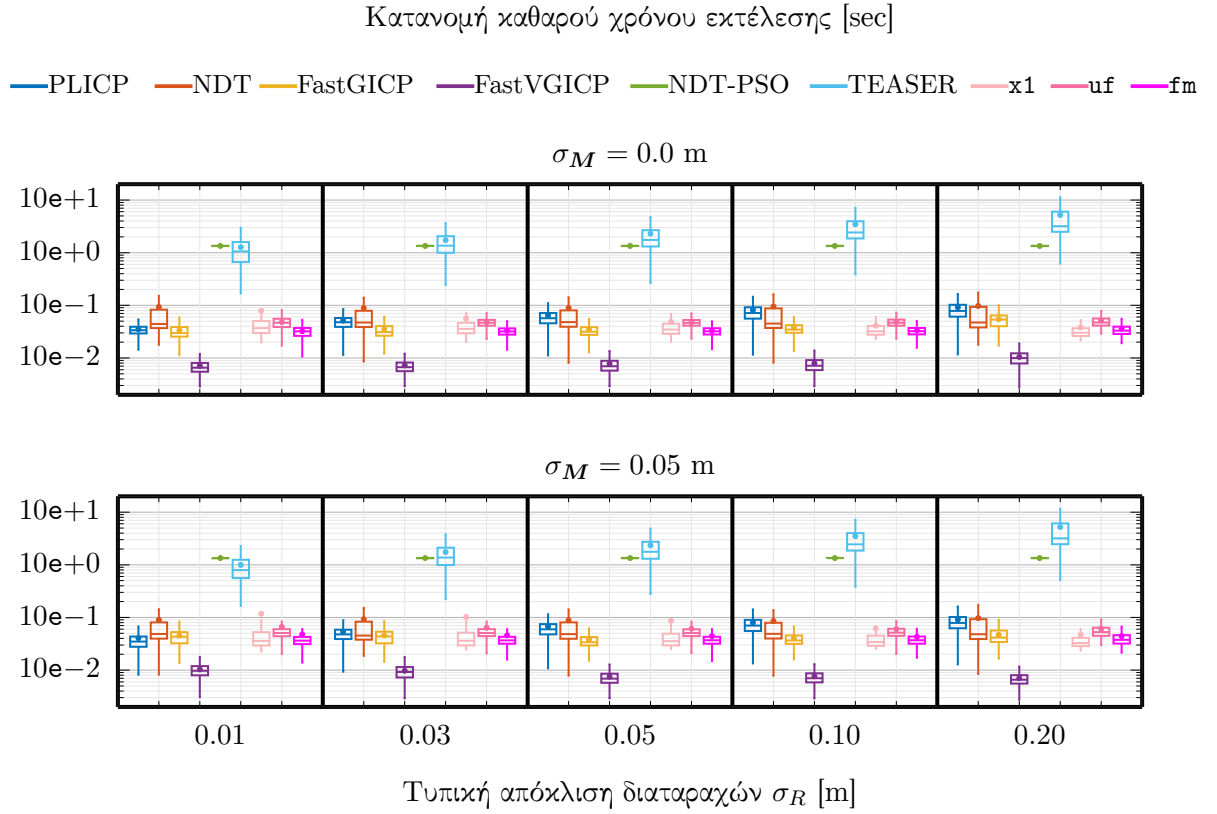 Κατανομή καθαρού χρόνου εκτέλεσης [sec]
PLICP NDT FastGICP FastVGICP NDT-PSO TEASER x1 uf fm
σ_M = 0.0 m
10e+1
10e+0
10e−1
10e−2
σ_M = 0.05 m
10e+1
10e+0
10e−1
10e−2
0.01 0.03 0.05 0.10 0.20
Τυπική απόκλιση διαταραχών σ_R [m]